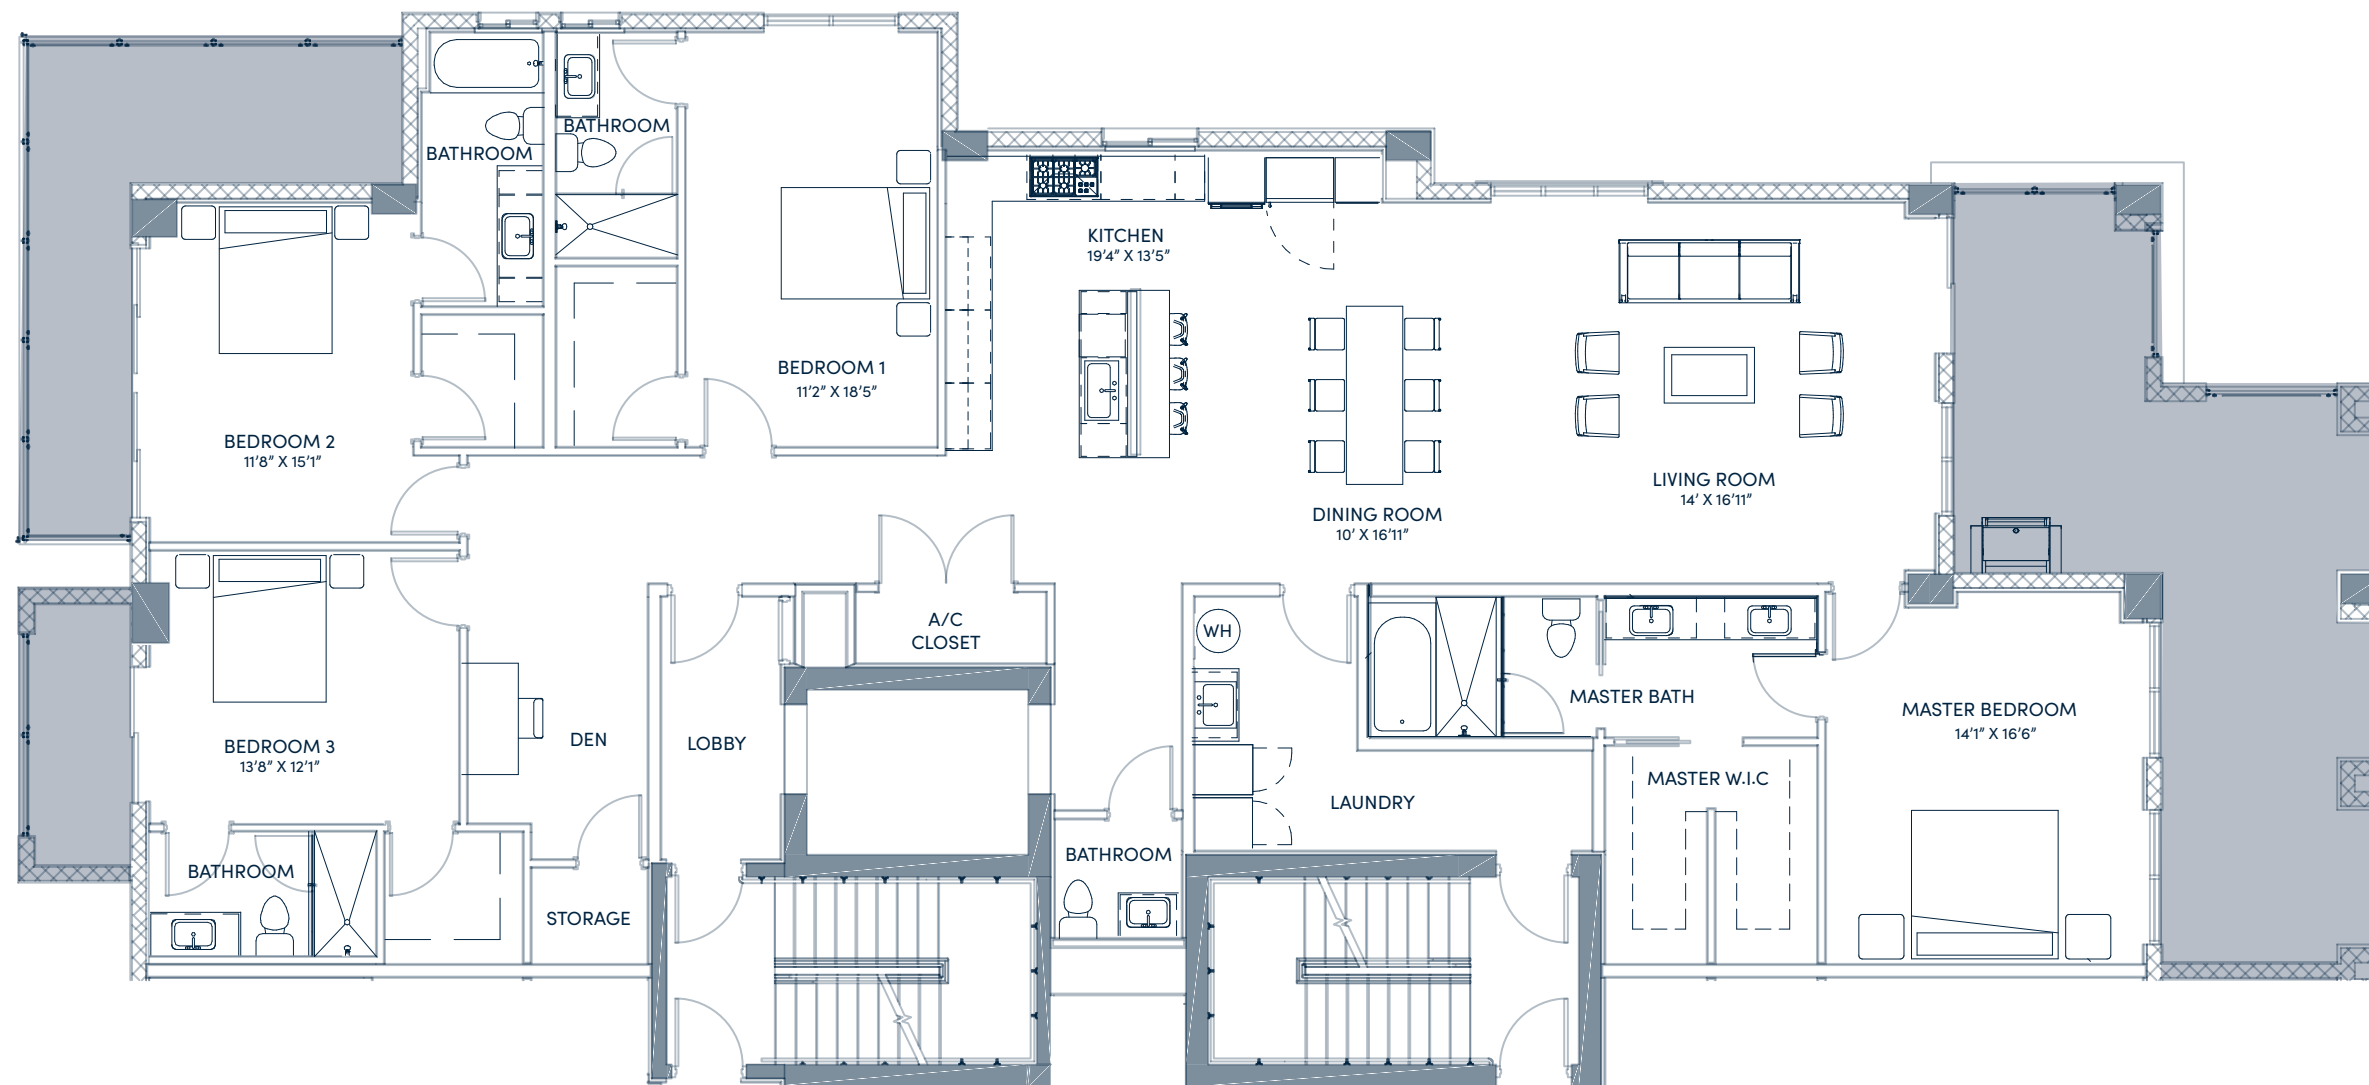 BATHROOM
BATHROOM
KITCHEN
19'4" X 13'5"
BEDROOM 1
11'2" X 18'5"
BEDROOM 2
11'8" X 15'1"
LIVING ROOM
14' X 16'11"
DINING ROOM
10' X 16'11"
A/C
CLOSET
WH
MASTER BATH
MASTER BEDROOM
14'1" X 16'6"
DEN
LOBBY
BEDROOM 3
13'8" X 12'1"
MASTER W.I.C
LAUNDRY
BATHROOM
BATHROOM
STORAGE